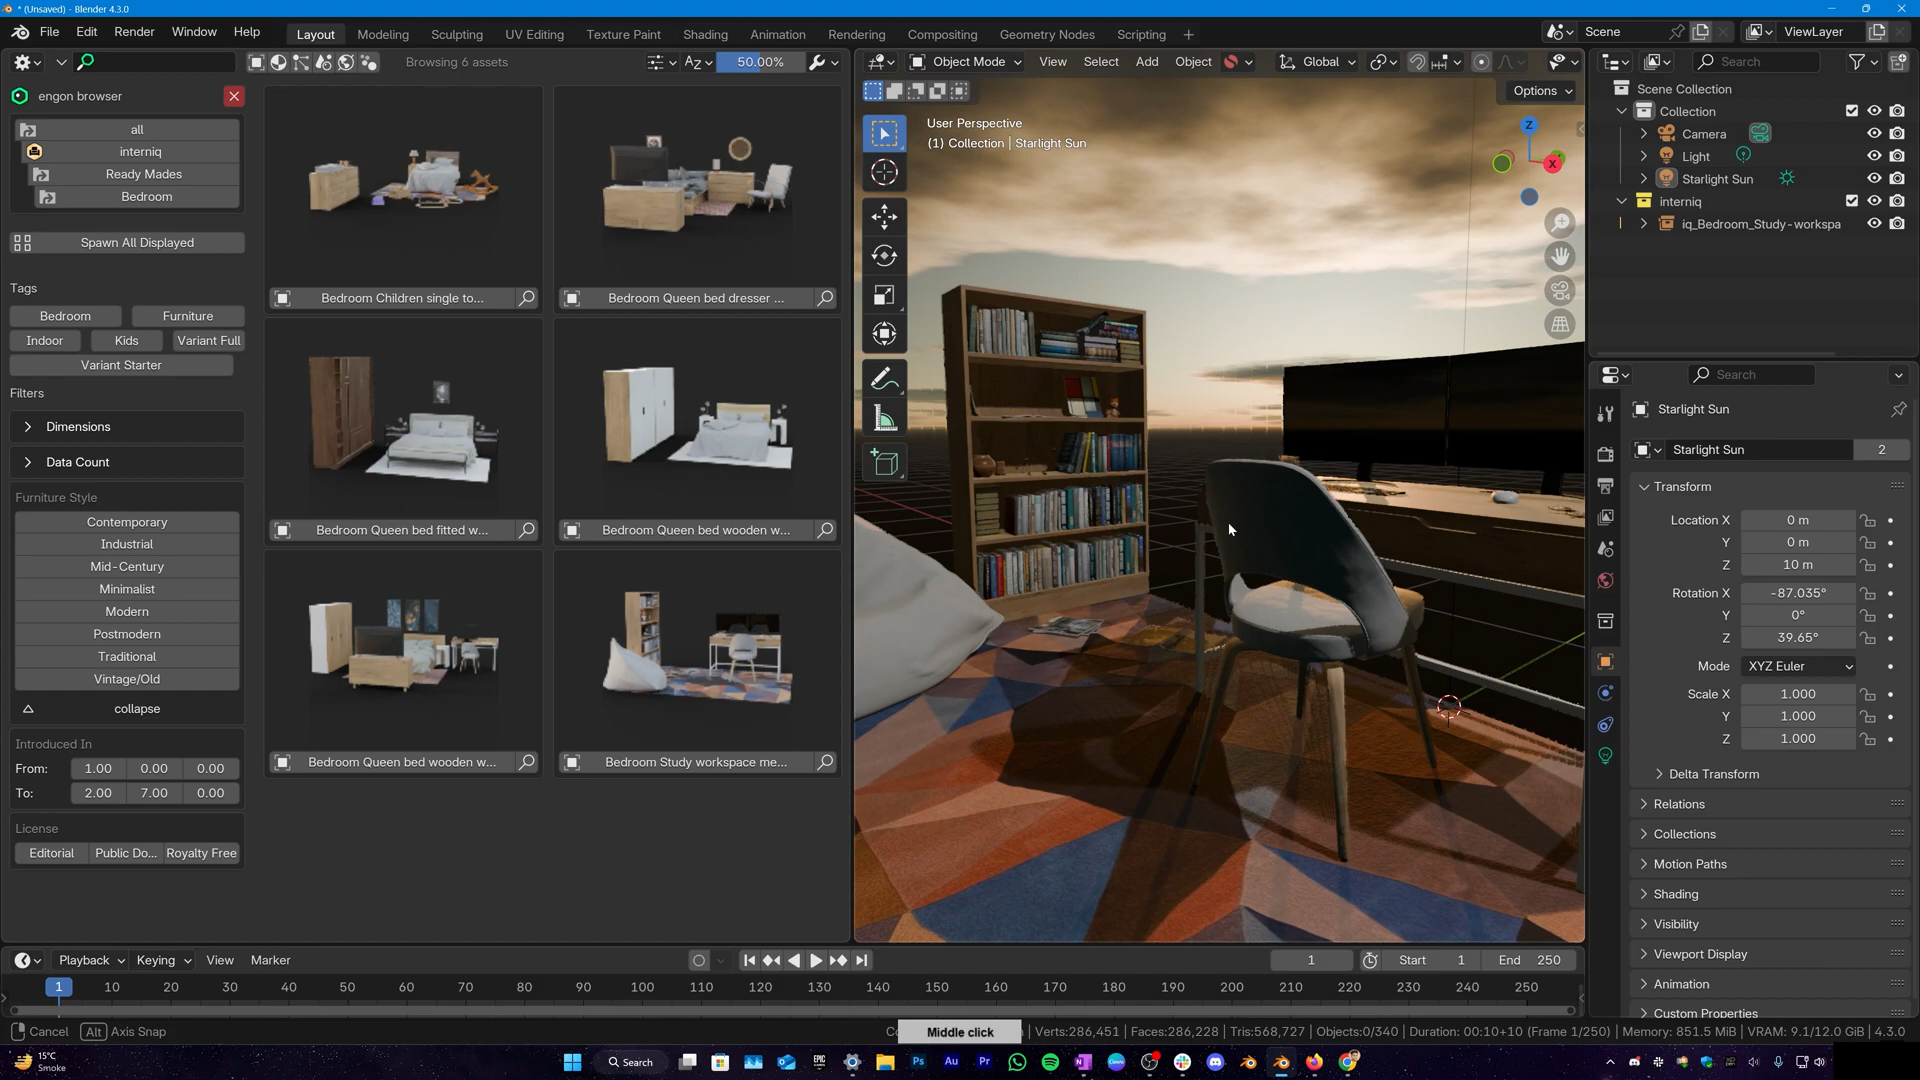 * (Unsaved) - Blender 4.3.0
File Edit Render Window Help
Layout Modeling Sculpting UV Editing Texture Paint Shading Animation Rendering Compositing Geometry Nodes Scripting
Scene
ViewLayer
Browsing 6 assets
50.00%
Object Mode View Select Add Object
Global
Search
engon browser
all
interniq
Ready Mades
Bedroom
Spawn All Displayed
Tags
Bedroom Furniture
Indoor Kids Variant Full
Variant Starter
Filters
Dimensions
Data Count
Furniture Style
Contemporary
Industrial
Mid-Century
Minimalist
Modern
Postmodern
Traditional
Vintage/Old
collapse
Introduced In
From: 1.00 0.00 0.00
To: 2.00 7.00 0.00
License
Editorial Public Do... Royalty Free
Bedroom Children single to...
Bedroom Queen bed dresser ...
Bedroom Queen bed fitted w...
Bedroom Queen bed wooden w...
Bedroom Queen bed wooden w...
Bedroom Study workspace me...
Options
User Perspective
(1) Collection | Starlight Sun
Z
X
Scene Collection
Collection
Camera
Light
Starlight Sun
interniq
iq_Bedroom_Study-workspa
Search
Starlight Sun
Starlight Sun 2
Transform
Location X 0 m
Y 0 m
Z 10 m
Rotation X -87.035°
Y 0°
Z 39.65°
Mode XYZ Euler
Scale X 1.000
Y 1.000
Z 1.000
Delta Transform
Relations
Collections
Motion Paths
Shading
Visibility
Viewport Display
Animation
Custom Properties
Playback Keying View Marker
1 Start 1 End 250
1 10 20 30 40 50 60 70 80 90 100 110 120 130 140 150 160 170 180 190 200 210 220 230 240 250
Cancel Alt Axis Snap
Middle click
Verts:286,451 | Faces:286,228 | Tris:568,727 | Objects:0/340 | Duration: 00:10+10 (Frame 1/250) | Memory: 851.5 MiB | VRAM: 9.1/12.0 GiB | 4.3.0
15°C
Smoke
Search
EPIC
Ps Au Pr